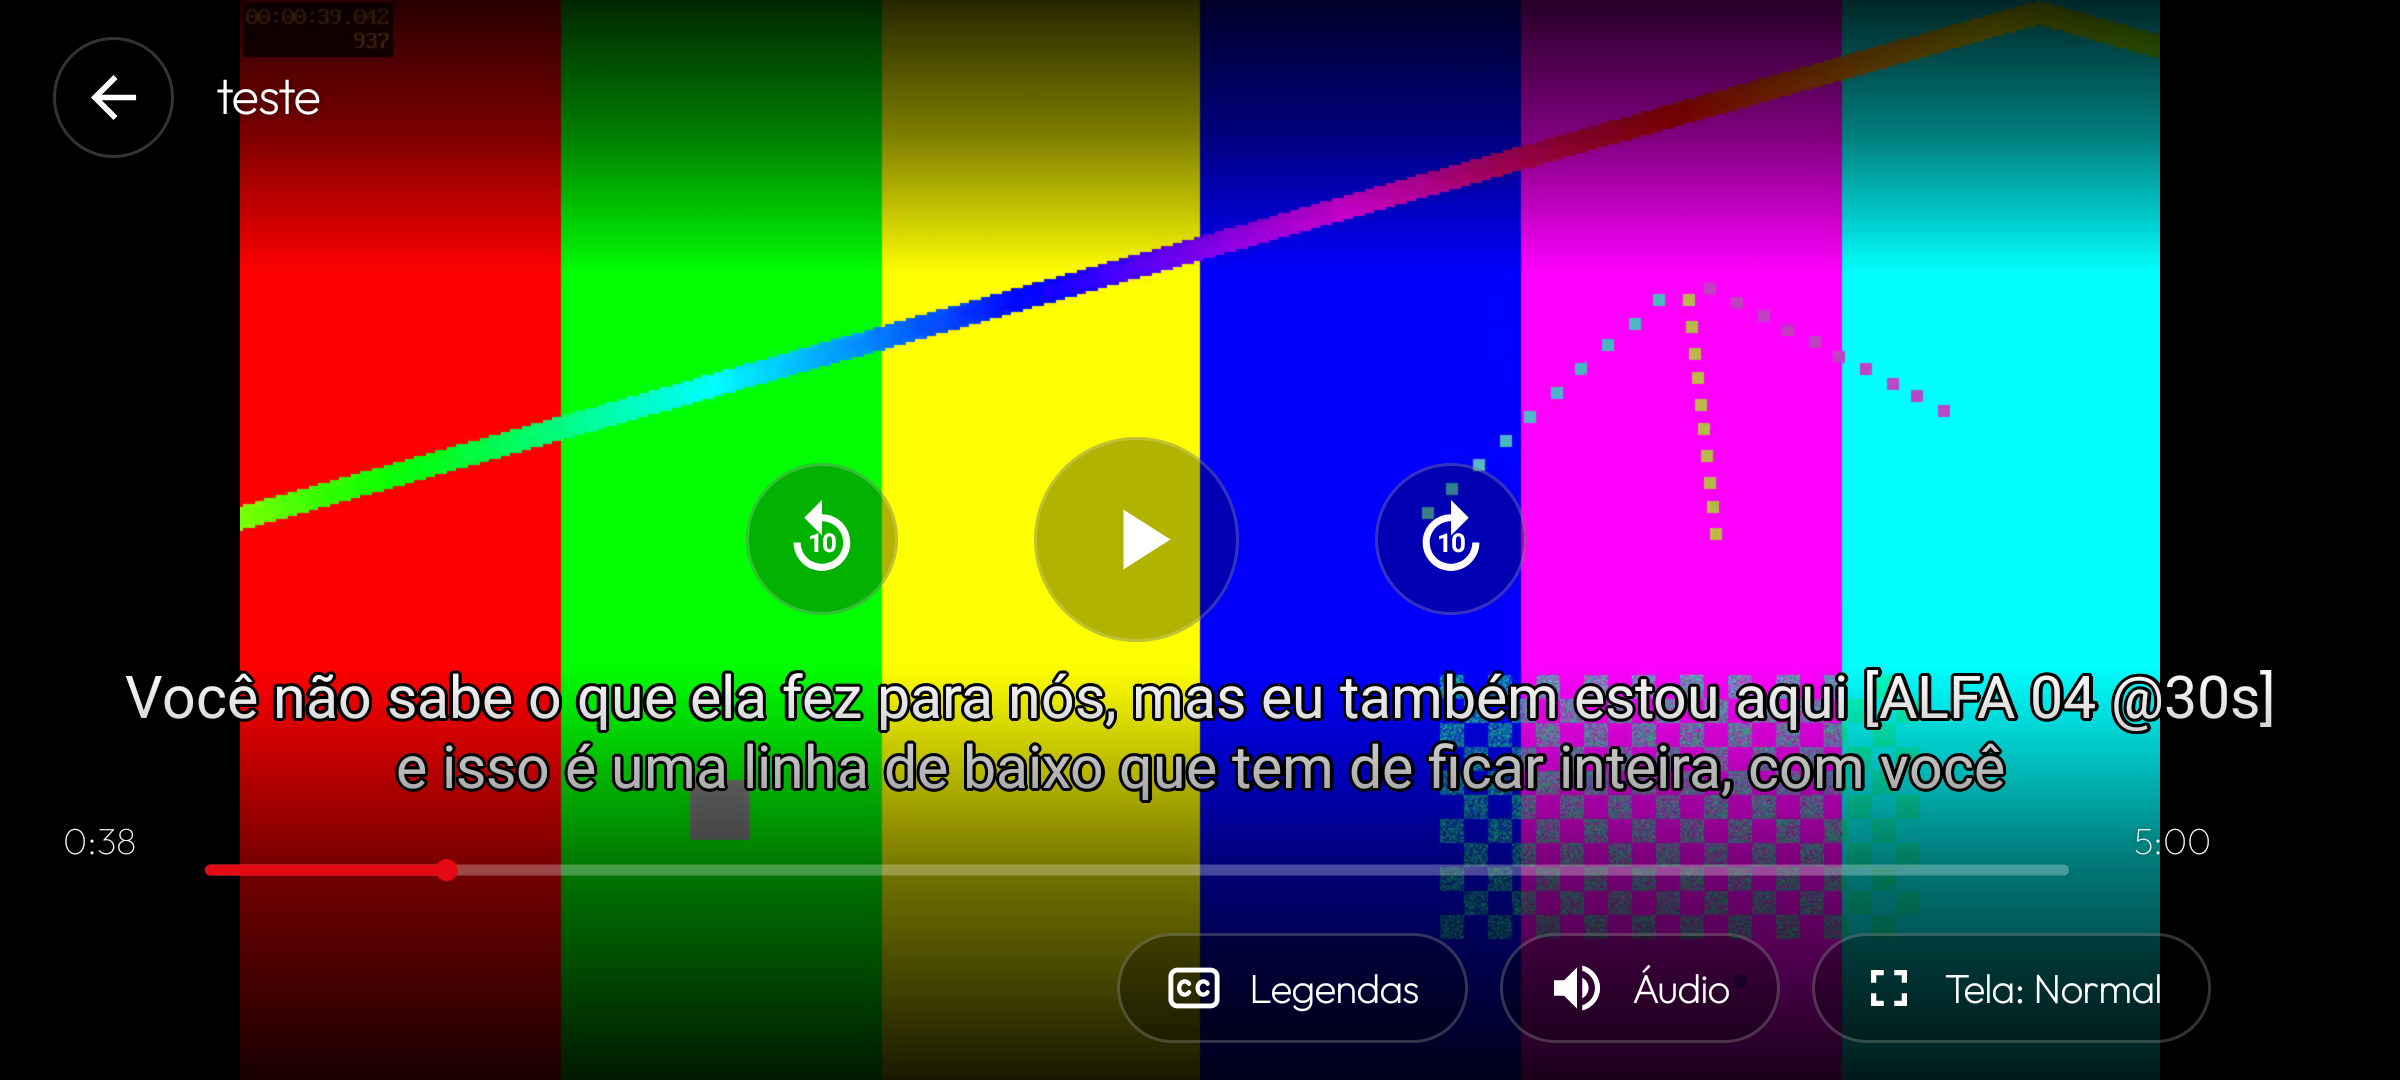 00:00:39.042
937
teste
10
10
Você não sabe o que ela fez para nós, mas eu também estou aqui [ALFA 04 @30s]
e isso é uma linha de baixo que tem de ficar inteira, com você
0:38
5:00
CC Legendas
Áudio
Tela: Normal